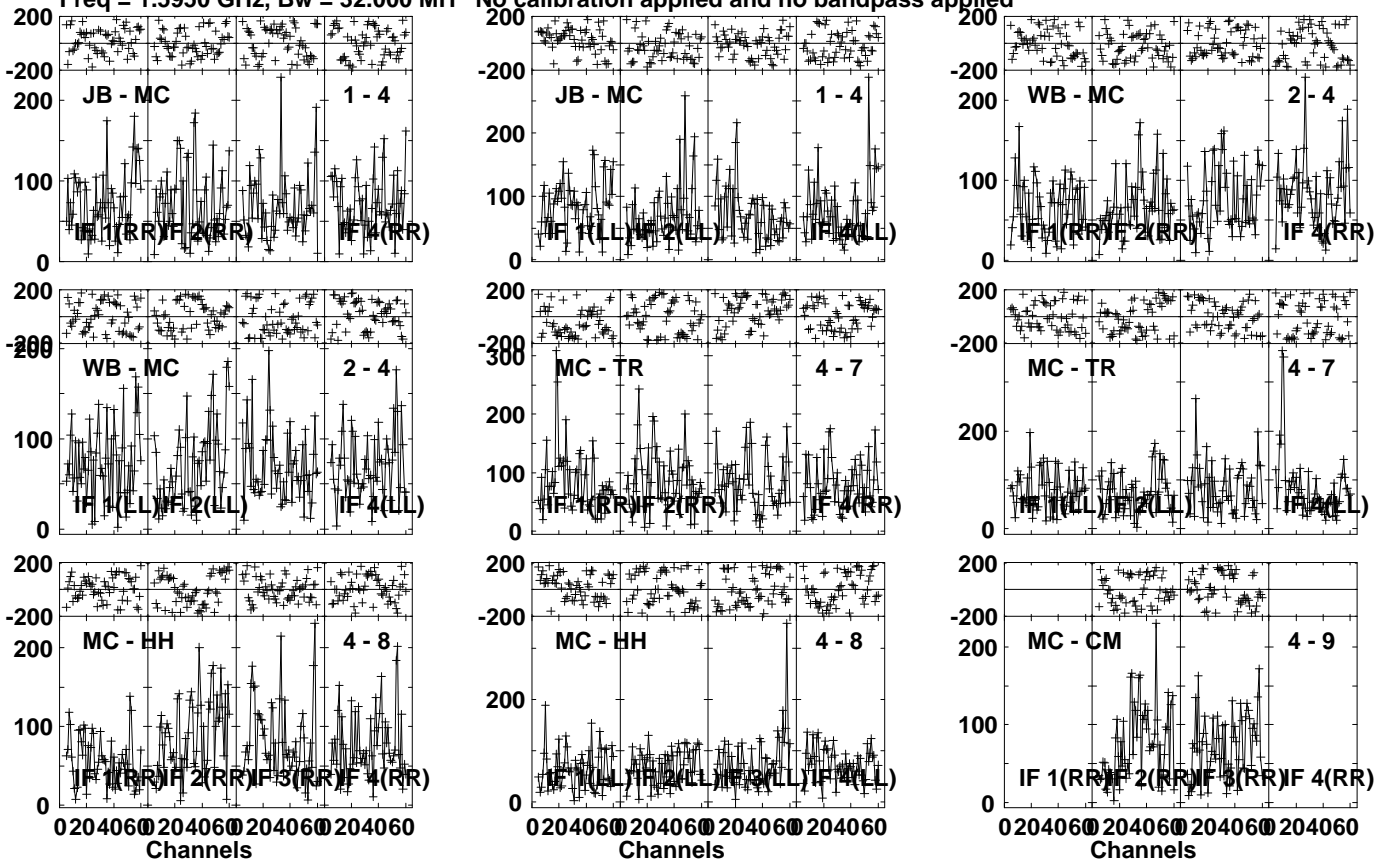 Freq = 1.5950 GHz, Bw = 32.000 MH No calibration applied and no bandpass applied
200 200 200
-200 -200
200 JB - MC 1 - 4 JB - MC 1 - 4 200 WB - MC 2 - 4
200
100 100 100
IF 1(RR) IF 2(RR) IF 4(RR) IF 1(LL) IF 2(LL) IF 4(LL) IF 1(RR) IF 2(RR) IF 4(RR)
0 0 0
200 200 200
-200 -200 -200
200 WB - MC 2 - 4 300 MC - TR 4 - 7 MC - TR 4 - 7
200 200
100 100
IF 1(LL) IF 2(LL) IF 4(LL) IF 1(RR) IF 2(RR) IF 4(RR) IF 1(LL) IF 2(LL) IF 4(LL)
0 0 0
200 200 200
-200 -200 -200
200 MC - HH 4 - 8 MC - HH 4 - 8 200 MC - CM 4 - 9
200
100 100
IF 1(RR) IF 2(RR) IF 3(RR) IF 4(RR) IF 1(LL) IF 2(LL) IF 3(LL) IF 4(LL) IF 1(RR) IF 2(RR) IF 3(RR) IF 4(RR)
0 0 0
0 20 40 60 0 20 40 60 0 20 40 60 0 20 40 60 0 20 40 60 0 20 40 60 0 20 40 60 0 20 40 60 0 20 40 60 0 20 40 60 0 20 40 60 0 20 40 60
Channels Channels Channels